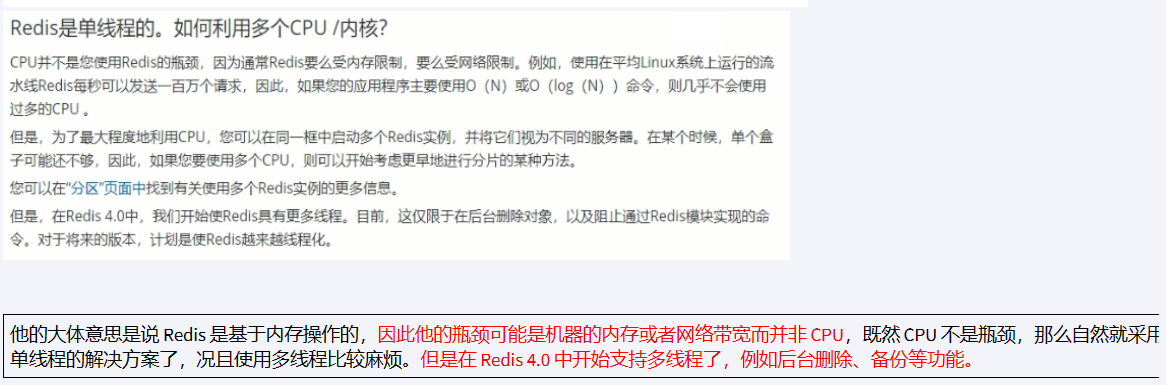 Redis是单线程的。如何利用多个CPU /内核？
CPU并不是您使用Redis的瓶颈，因为通常Redis要么受内存限制，要么受网络限制。例如，使用在平均Linux系统上运行的流
水线Redis每秒可以发送一百万个请求，因此，如果您的应用程序主要使用O（N）或O（log（N））命令，则几乎不会使用
过多的CPU 。
但是，为了最大程度地利用CPU，您可以在同一框中启动多个Redis实例，并将它们视为不同的服务器。在某个时候，单个盒
子可能还不够，因此，如果您要使用多个CPU，则可以开始考虑更早地进行分片的某种方法。
您可以在“分区”页面中找到有关使用多个Redis实例的更多信息。
但是，在Redis 4.0中，我们开始使Redis具有更多线程。目前，这仅限于在后台删除对象，以及阻止通过Redis模块实现的命
令。对于将来的版本，计划是使Redis越来越线程化。
他的大体意思是说 Redis 是基于内存操作的，因此他的瓶颈可能是机器的内存或者网络带宽而并非 CPU，既然 CPU 不是瓶颈，那么自然就采用
单线程的解决方案了，况且使用多线程比较麻烦。但是在 Redis 4.0 中开始支持多线程了，例如后台删除、备份等功能。